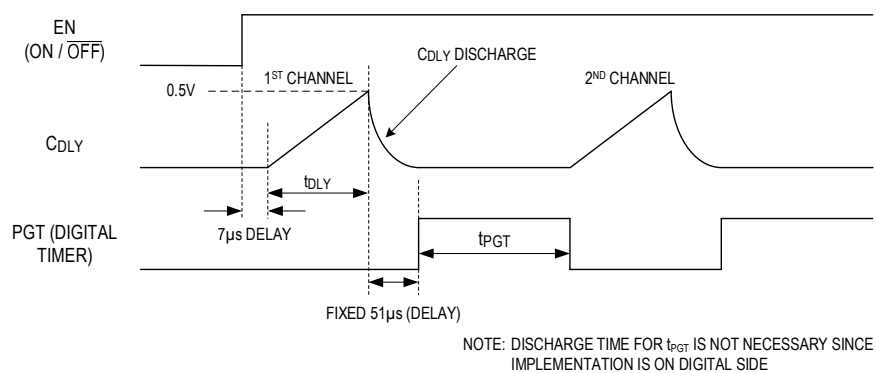 EN
(ON / OFF)
CDLY DISCHARGE
1ST CHANNEL
2ND CHANNEL
0.5V
CDLY
tDLY
7µs DELAY
PGT (DIGITAL
TIMER)
tPGT
FIXED 51µs (DELAY)
NOTE: DISCHARGE TIME FOR tPGT IS NOT NECESSARY SINCE
IMPLEMENTATION IS ON DIGITAL SIDE